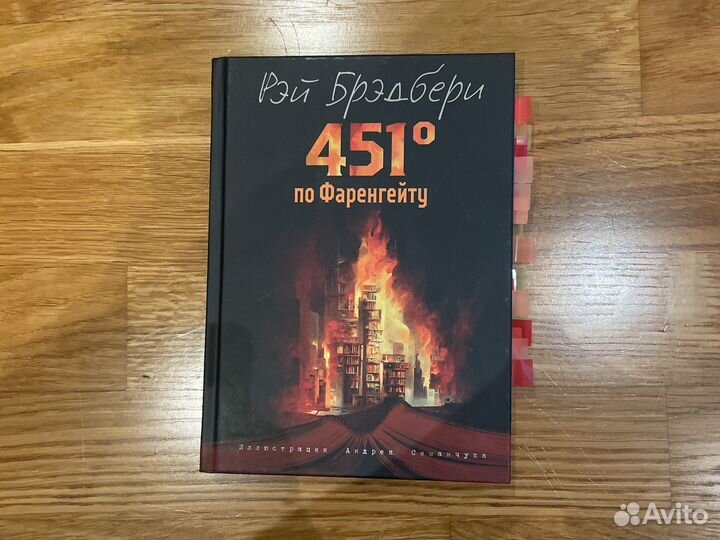 Рэй Брэдбери
451°
по Фаренгейту
Иллюстрации Андрея Симанчука
Avito